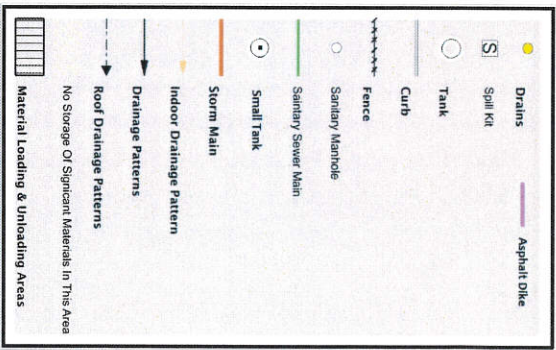 Drains
Asphalt Dike
S
Spill Kit
Tank
Curb
Fence
Sanitary Manhole
Saintary Sewer Main
Small Tank
Storm Main
Indoor Drainage Pattern
Drainage Patterns
Roof Drainage Patterns
No Storage Of Signicant Materials In This Area
Material Loading & Unloading Areas